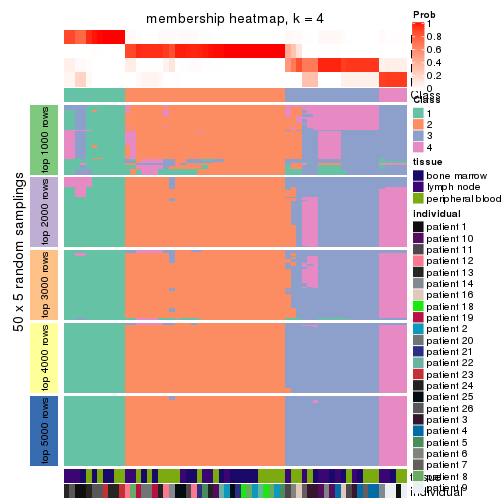 membership heatmap, k = 4
50 x 5 random samplings
top 1000 rows
top 2000 rows
top 3000 rows
top 4000 rows
top 5000 rows
Prob
1
0.8
0.6
0.4
0.2
0
Class
Class
1
2
3
4
tissue
bone marrow
lymph node
peripheral blood
individual
patient 1
patient 10
patient 11
patient 12
patient 13
patient 14
patient 16
patient 18
patient 19
patient 2
patient 20
patient 21
patient 22
patient 23
patient 24
patient 25
patient 26
patient 3
patient 4
patient 5
patient 6
patient 7
patient 8
patient 9
individual